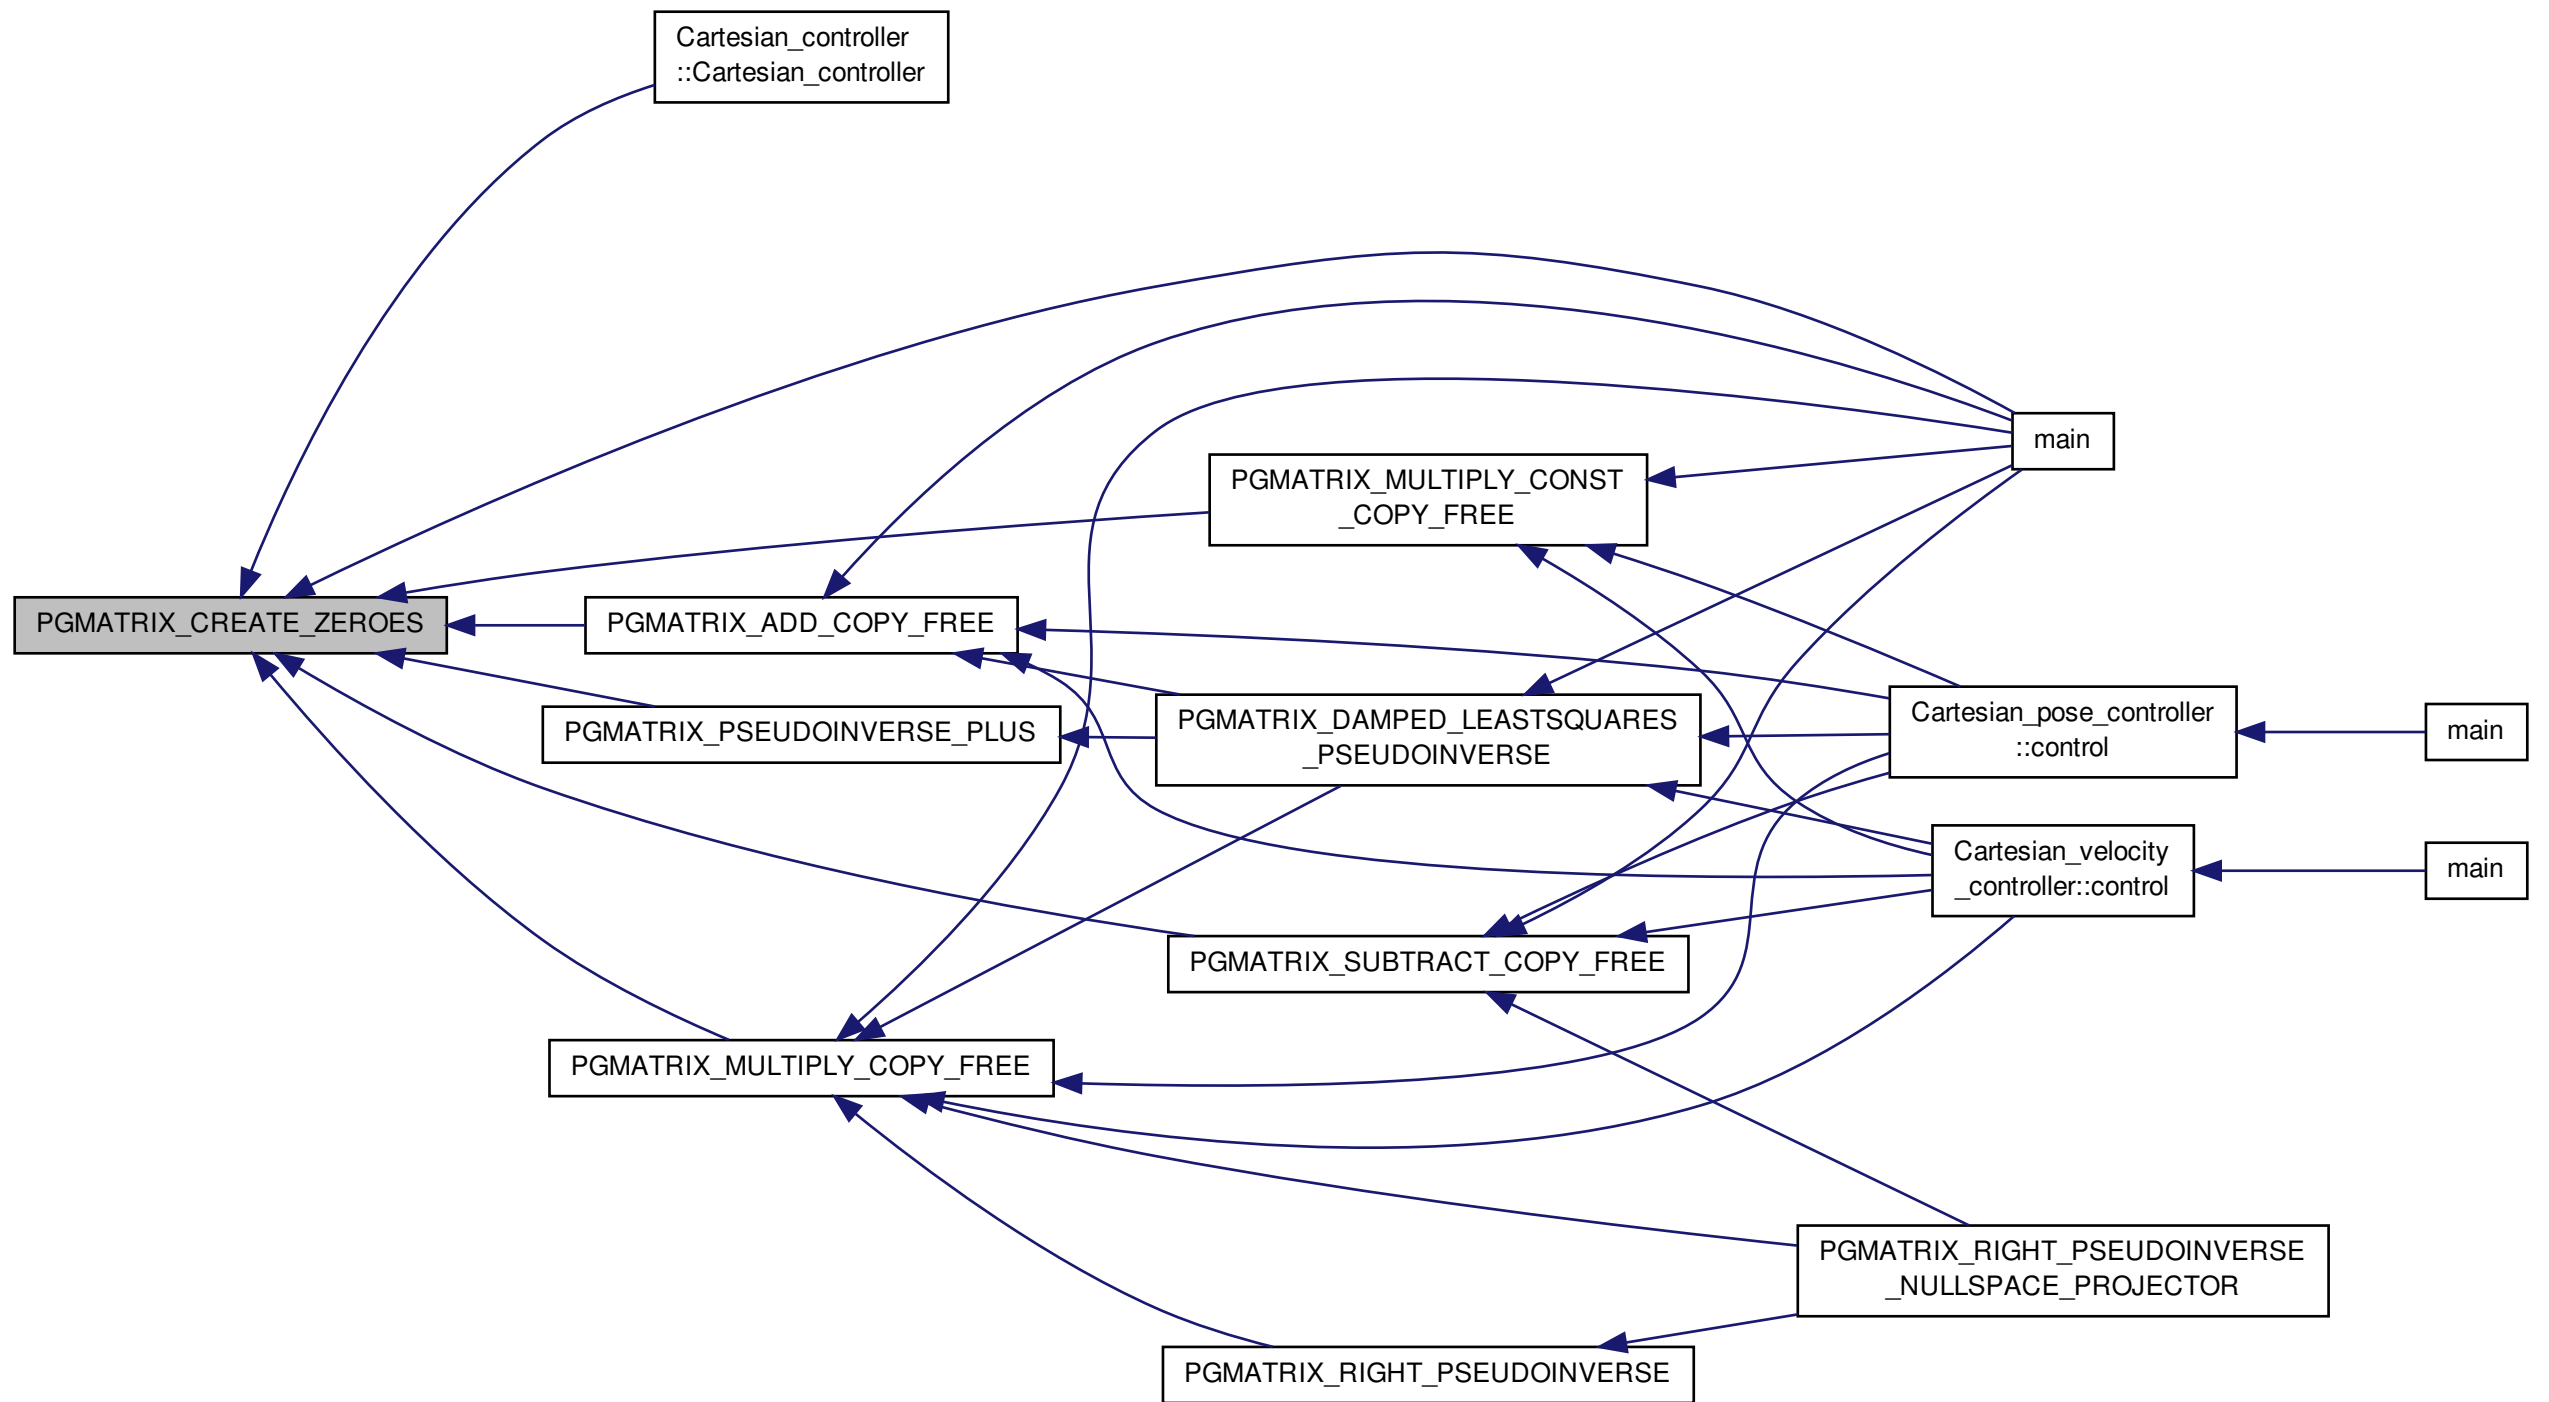 Cartesian_controller
::Cartesian_controller
main
PGMATRIX_MULTIPLY_CONST
_COPY_FREE
PGMATRIX_CREATE_ZEROES
PGMATRIX_ADD_COPY_FREE
PGMATRIX_PSEUDOINVERSE_PLUS
PGMATRIX_DAMPED_LEASTSQUARES
_PSEUDOINVERSE
Cartesian_pose_controller
::control
main
Cartesian_velocity
_controller::control
main
PGMATRIX_SUBTRACT_COPY_FREE
PGMATRIX_MULTIPLY_COPY_FREE
PGMATRIX_RIGHT_PSEUDOINVERSE
_NULLSPACE_PROJECTOR
PGMATRIX_RIGHT_PSEUDOINVERSE